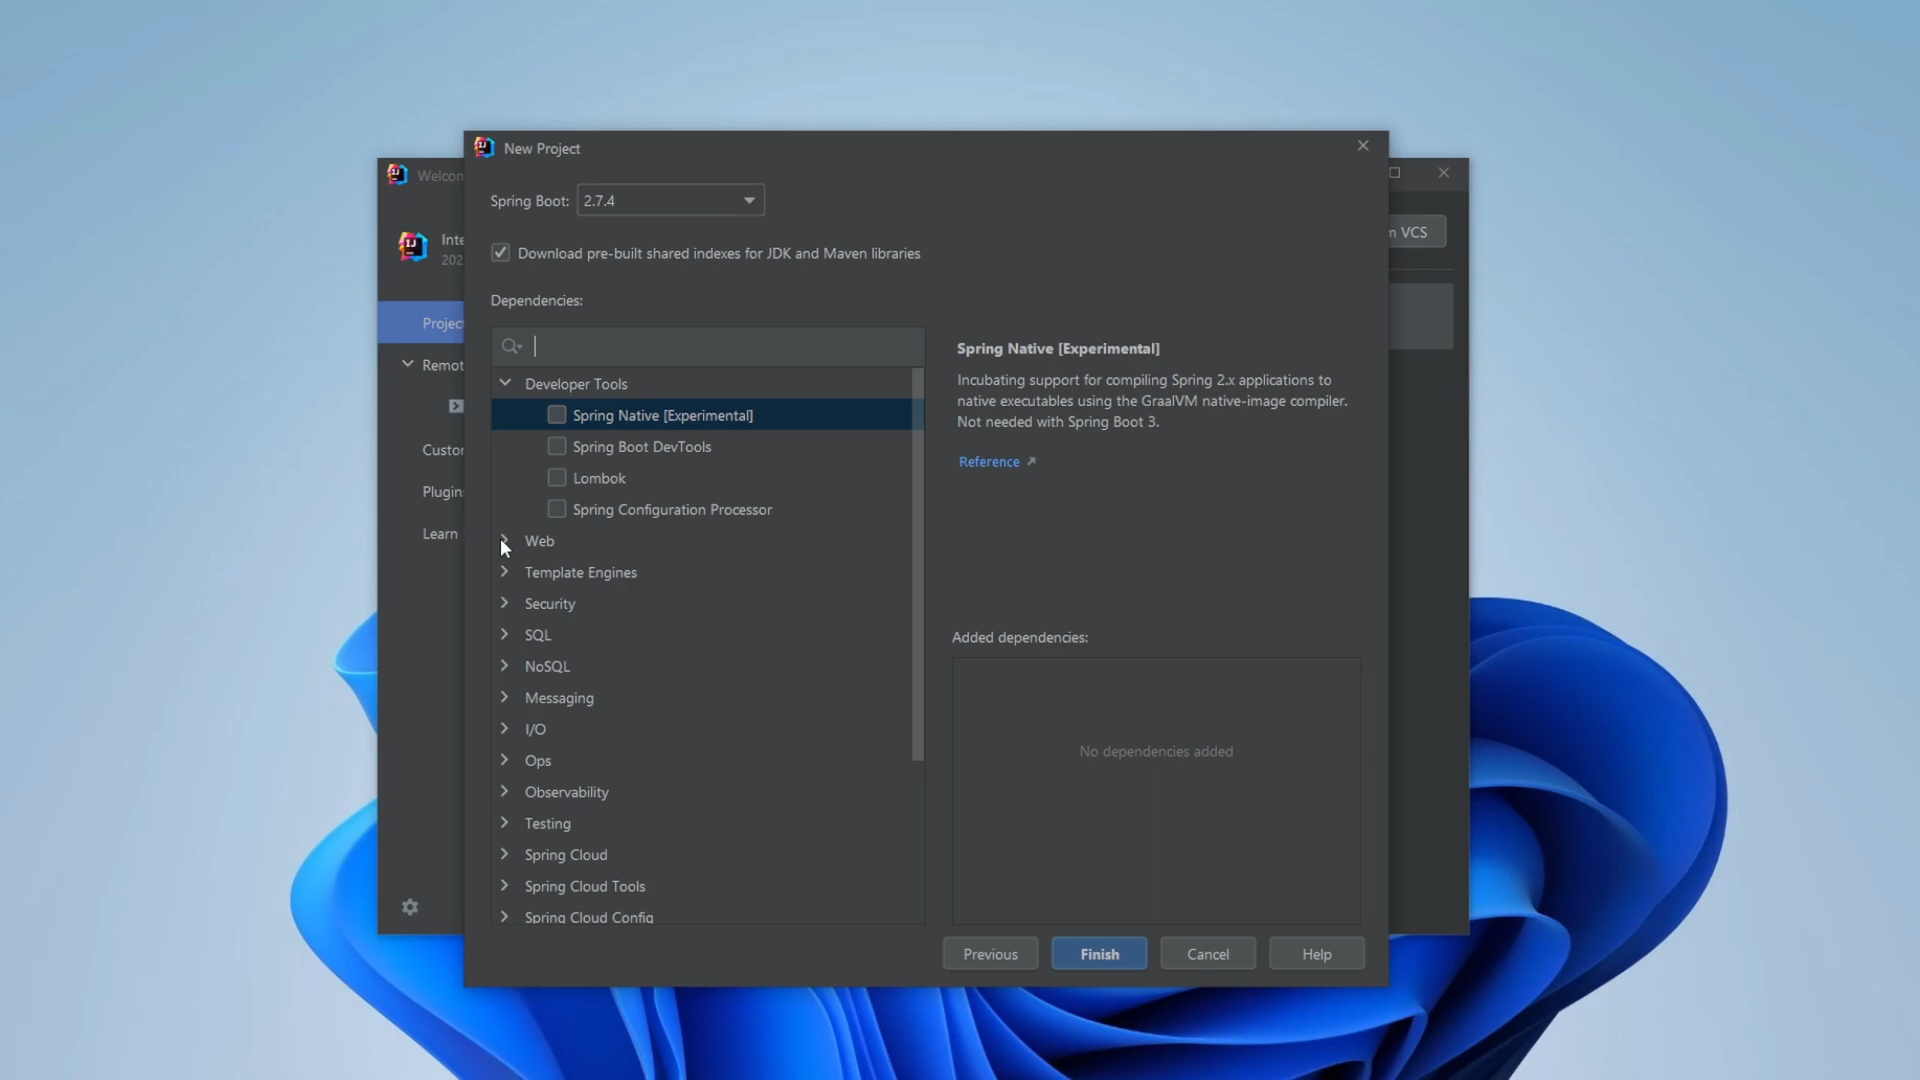 New Project
Welcom
Spring Boot: 2.7.4
Inte
202
m VCS
Download pre-built shared indexes for JDK and Maven libraries
Dependencies:
Project
Remot
Custor
Plugins
Learn
Developer Tools
Spring Native [Experimental]
Spring Boot DevTools
Lombok
Spring Configuration Processor
Web
Template Engines
Security
SQL
NoSQL
Messaging
I/O
Ops
Observability
Testing
Spring Cloud
Spring Cloud Tools
Spring Cloud Config
Spring Native [Experimental]
Incubating support for compiling Spring 2.x applications to
native executables using the GraalVM native-image compiler.
Not needed with Spring Boot 3.
Reference
Added dependencies:
No dependencies added
Previous
Finish
Cancel
Help